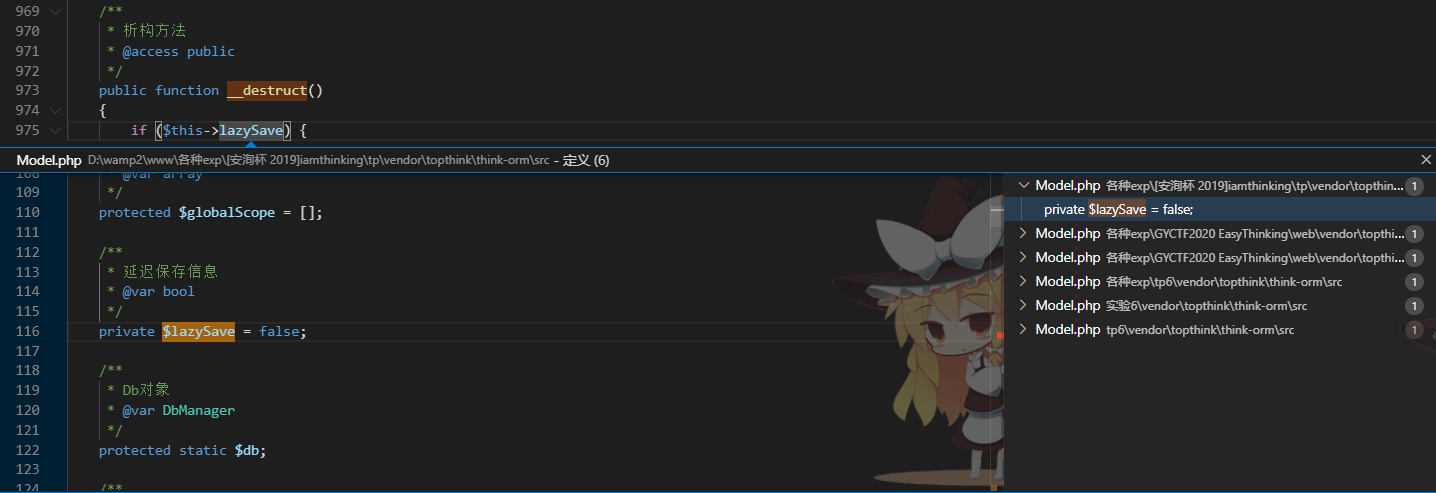 969 /**
970 * 析构方法
971 * @access public
972 */
973 public function __destruct()
974 {
975 if ($this->lazySave) {
Model.php D:\wamp2\www\各种exp\[安洵杯 2019]iamthinking\tp\vendor\topthink\think-orm\src - 定义 (6)
108 * @var array
109 */
110 protected $globalScope = [];
111
112 /**
113 * 延迟保存信息
114 * @var bool
115 */
116 private $lazySave = false;
117
118 /**
119 * Db对象
120 * @var DbManager
121 */
122 protected static $db;
123
124 /**
Model.php 各种exp\[安洵杯 2019]iamthinking\tp\vendor\topthin... 1
private $lazySave = false;
Model.php 各种exp\GYCTF2020 EasyThinking\web\vendor\topthi... 1
Model.php 各种exp\GYCTF2020 EasyThinking\web\vendor\topthi... 1
Model.php 各种exp\tp6\vendor\topthink\think-orm\src 1
Model.php 实验6\vendor\topthink\think-orm\src 1
Model.php tp6\vendor\topthink\think-orm\src 1